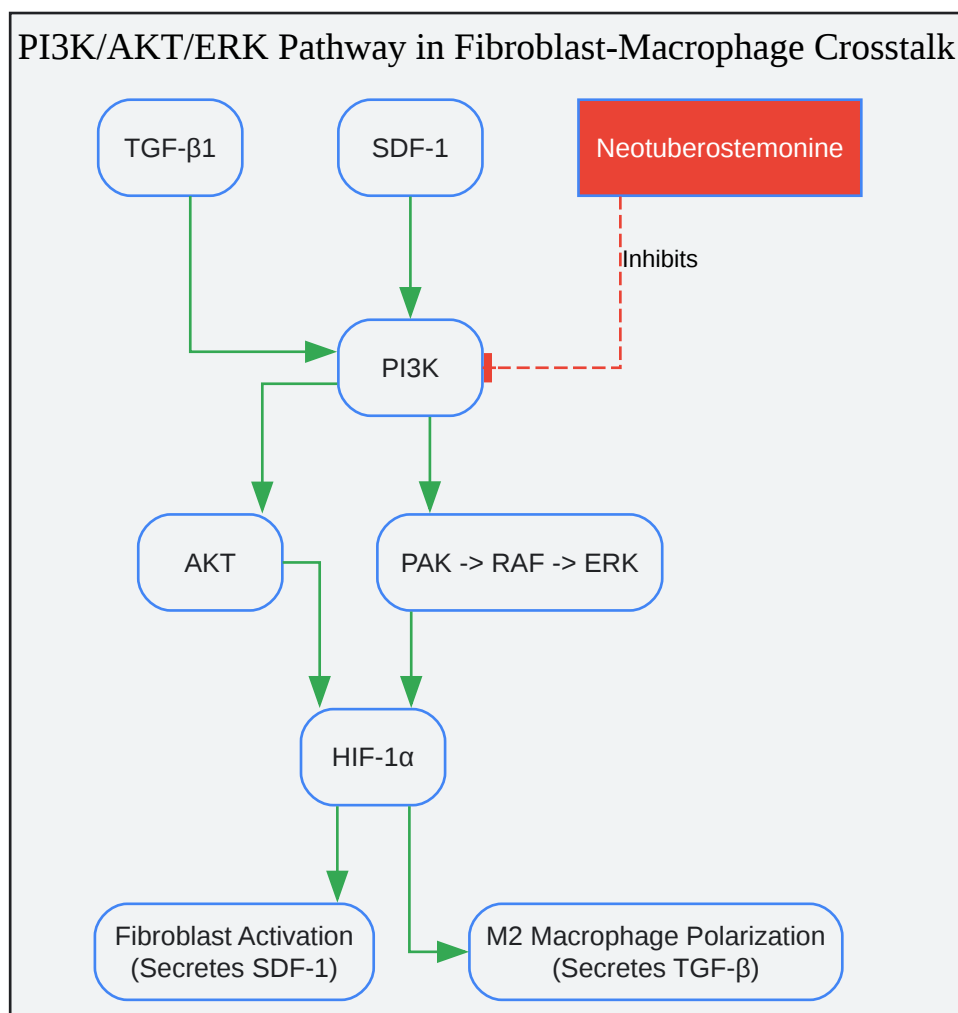 PI3K/AKT/ERK Pathway in Fibroblast-Macrophage Crosstalk
TGF-β1
SDF-1
Neotuberostemonine
Inhibits
PI3K
AKT
PAK -> RAF -> ERK
HIF-1α
Fibroblast Activation
(Secretes SDF-1)
M2 Macrophage Polarization
(Secretes TGF-β)